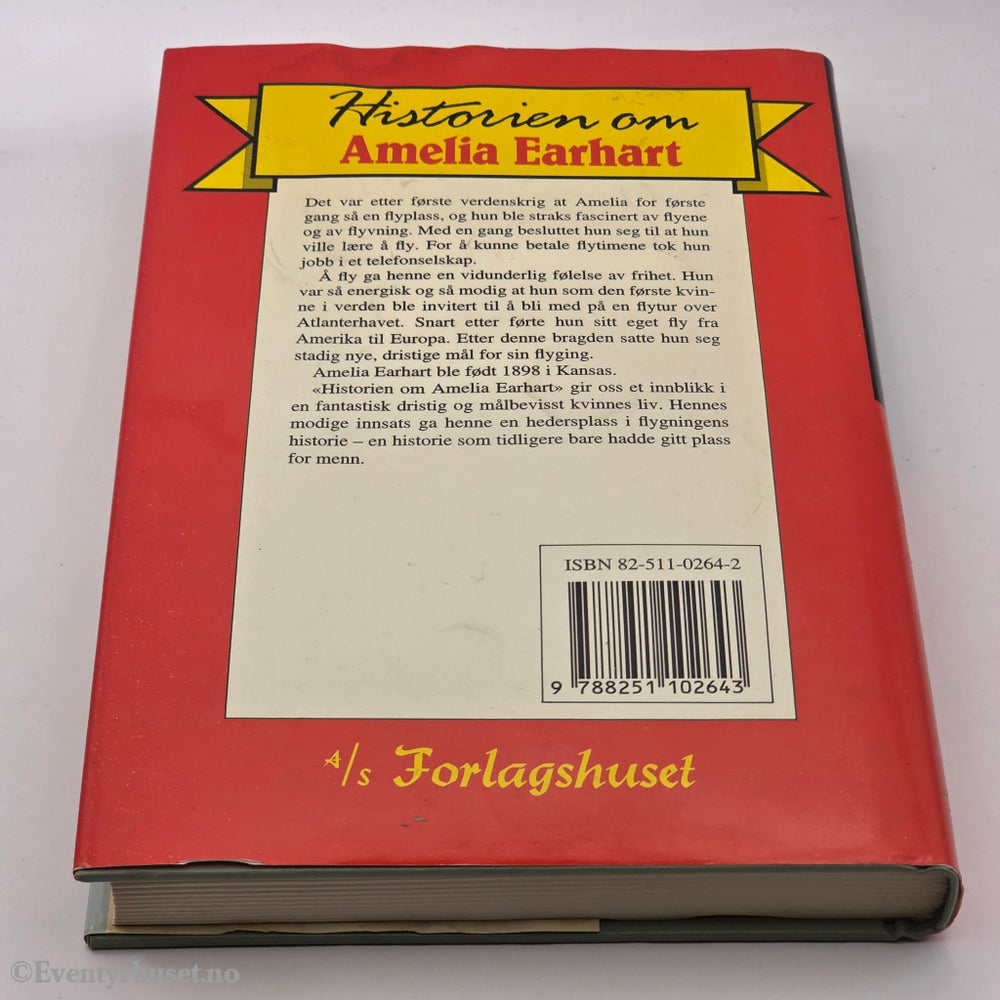 Historien om
Amelia Earhart
Det var etter første verdenskrig at Amelia for første
gang så en flyplass, og hun ble straks fascinert av flyene
og av flyvning. Med en gang besluttet hun seg til at hun
ville lære å fly. For å kunne betale flytimene tok hun
jobb i et telefonselskap.
Å fly ga henne en vidunderlig følelse av frihet. Hun
var så energisk og så modig at hun som den første kvin-
ne i verden ble invitert til å bli med på en flytur over
Atlanterhavet. Snart etter førte hun sitt eget fly fra
Amerika til Europa. Etter denne bragden satte hun seg
stadig nye, dristige mål for sin flyging.
Amelia Earhart ble født 1898 i Kansas.
«Historien om Amelia Earhart» gir oss et innblikk i
en fantastisk dristig og målbevisst kvinnes liv. Hennes
modige innsats ga henne en hedersplass i flygningens
historie – en historie som tidligere bare hadde gitt plass
for menn.
ISBN 82-511-0264-2
9 788251 102643
A/s Forlagshuset
©Eventyrhuset.no